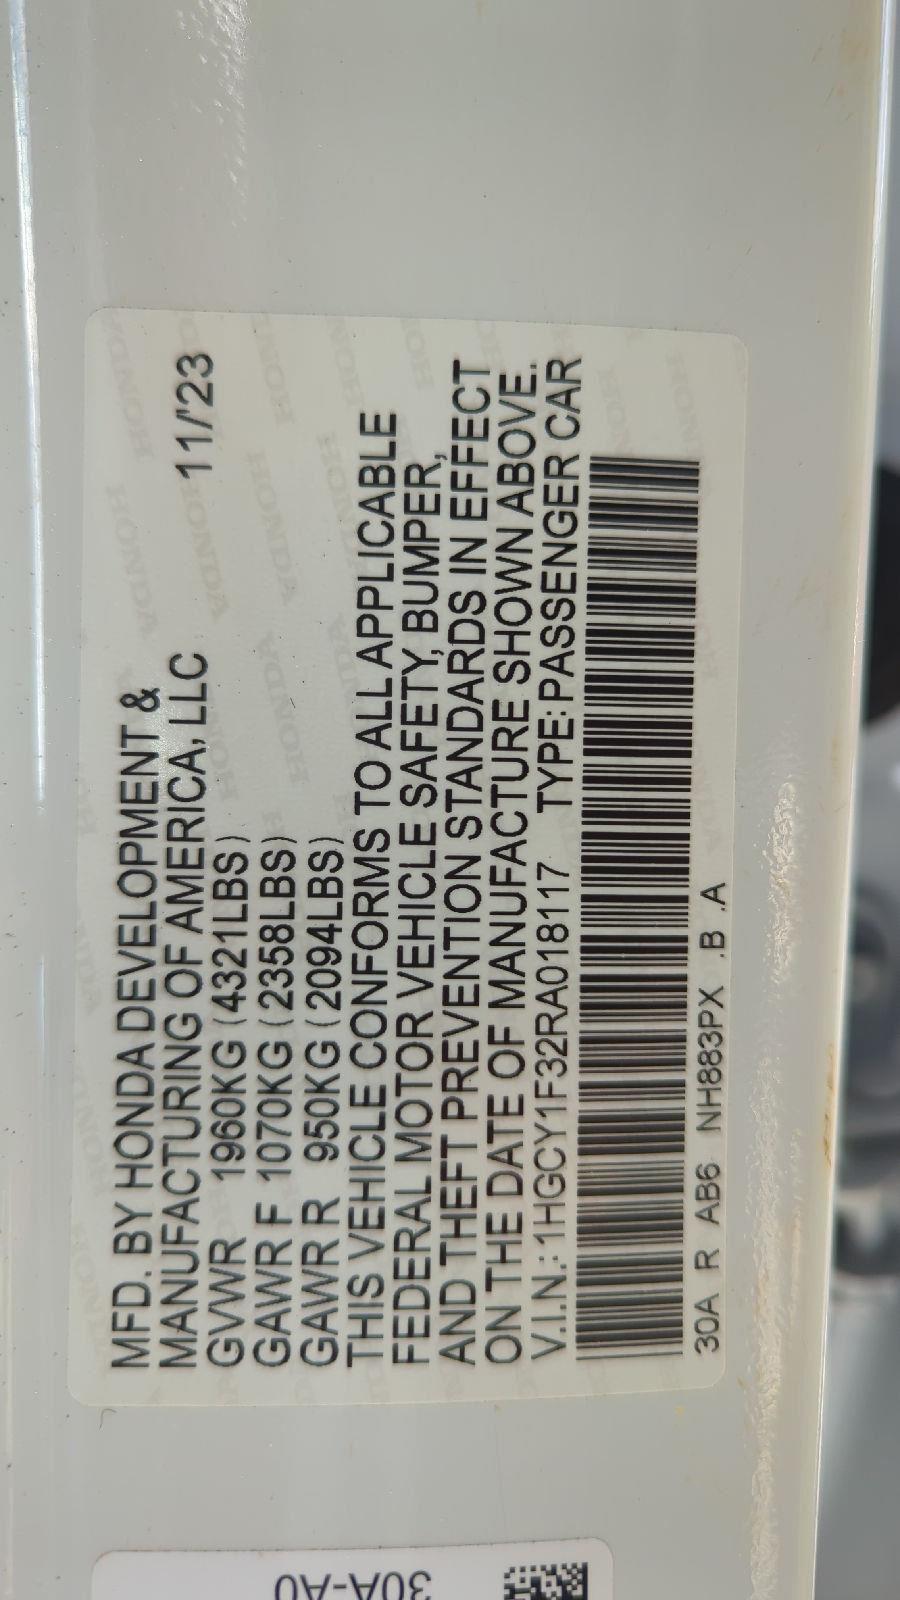 MFD. BY HONDA DEVELOPMENT &
MANUFACTURING OF AMERICA, LLC 11/'23
GVWR 1960KG (4321LBS)
GAWR F 1070KG (2358LBS)
GAWR R 950KG (2094LBS)
THIS VEHICLE CONFORMS TO ALL APPLICABLE
FEDERAL MOTOR VEHICLE SAFETY, BUMPER,
AND THEFT PREVENTION STANDARDS IN EFFECT
ON THE DATE OF MANUFACTURE SHOWN ABOVE.
V.I.N.: 1HGCY1F32RA018117 TYPE: PASSENGER CAR
30A R AB6 NH883PX .B .A
30A-A0